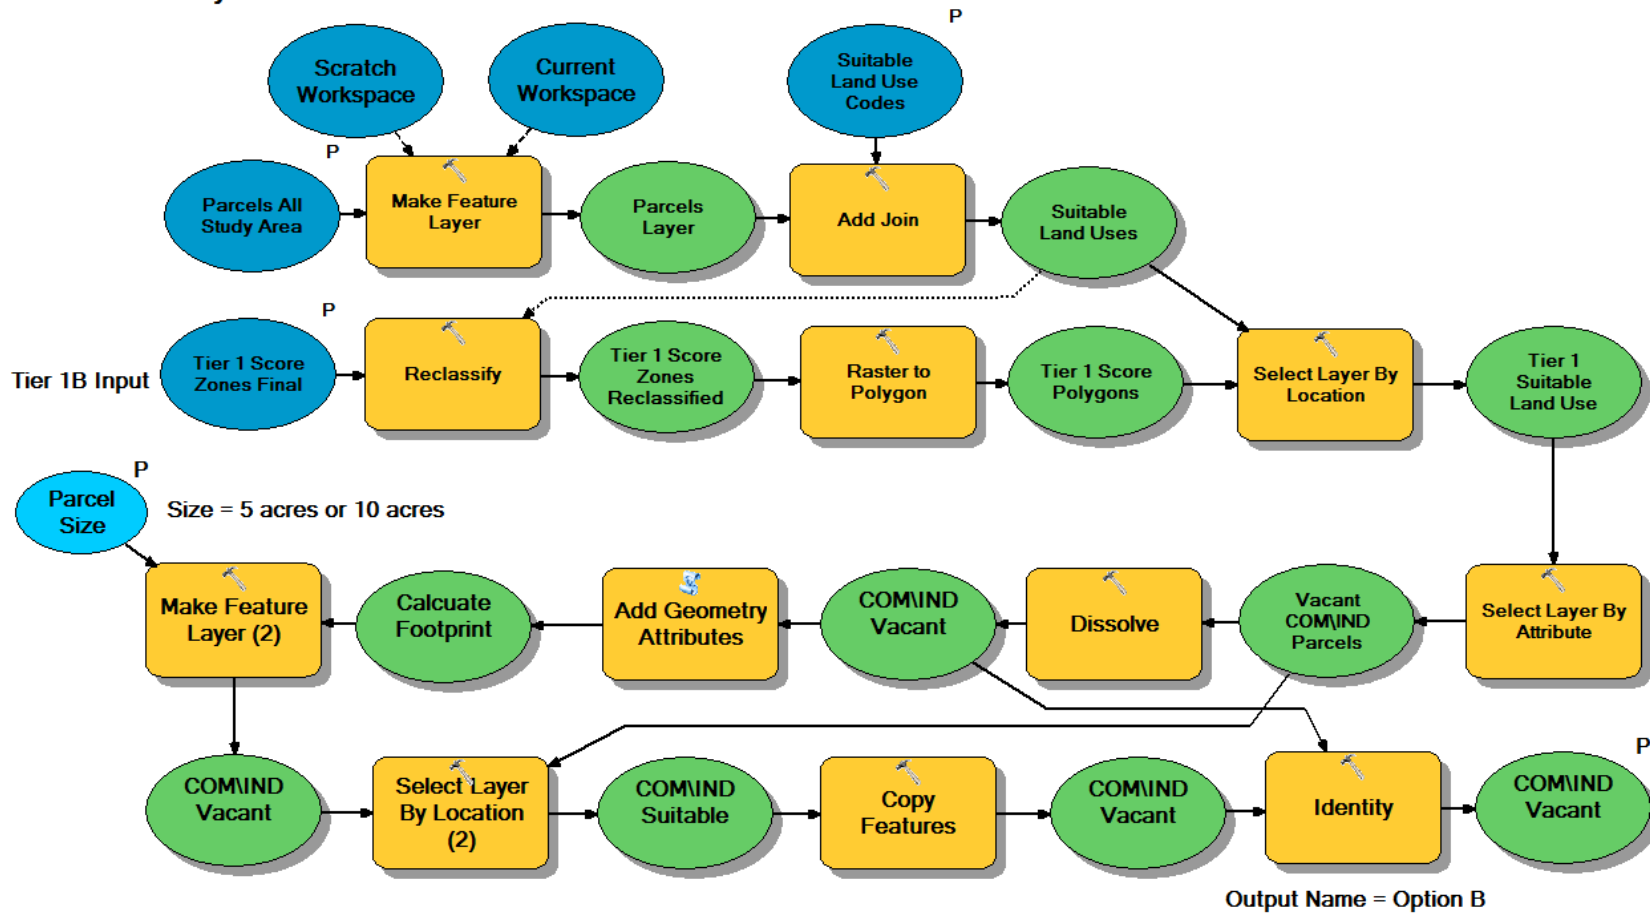 P
Scratch
Workspace
Current
Workspace
Suitable
Land Use
Codes
P
Parcels All
Study Area
Make Feature
Layer
Parcels
Layer
Add Join
Suitable
Land Uses
P
Tier 1B Input
Tier 1 Score
Zones Final
Reclassify
Tier 1 Score
Zones
Reclassified
Raster to
Polygon
Tier 1 Score
Polygons
Select Layer By
Location
Tier 1
Suitable
Land Use
P
Parcel
Size
Size = 5 acres or 10 acres
Make Feature
Layer (2)
Calcuate
Footprint
Add Geometry
Attributes
COM\IND
Vacant
Dissolve
Vacant
COM\IND
Parcels
Select Layer By
Attribute
P
COM\IND
Vacant
Select Layer
By Location
(2)
COM\IND
Suitable
Copy
Features
COM\IND
Vacant
Identity
COM\IND
Vacant
Output Name = Option B